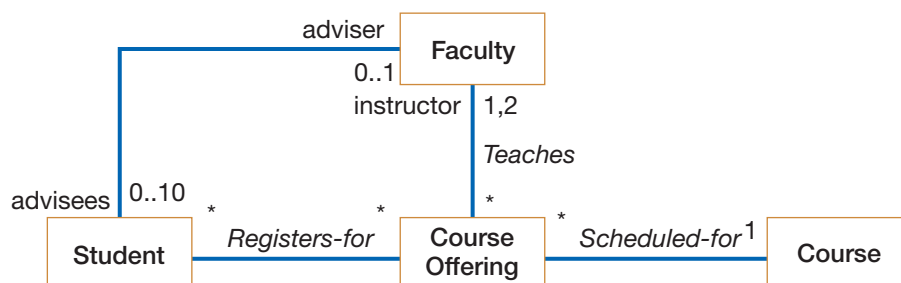 adviser
Faculty
0..1
instructor 1,2
Teaches
advisees 0..10
* * * *
Student Registers-for Course Offering Scheduled-for 1 Course